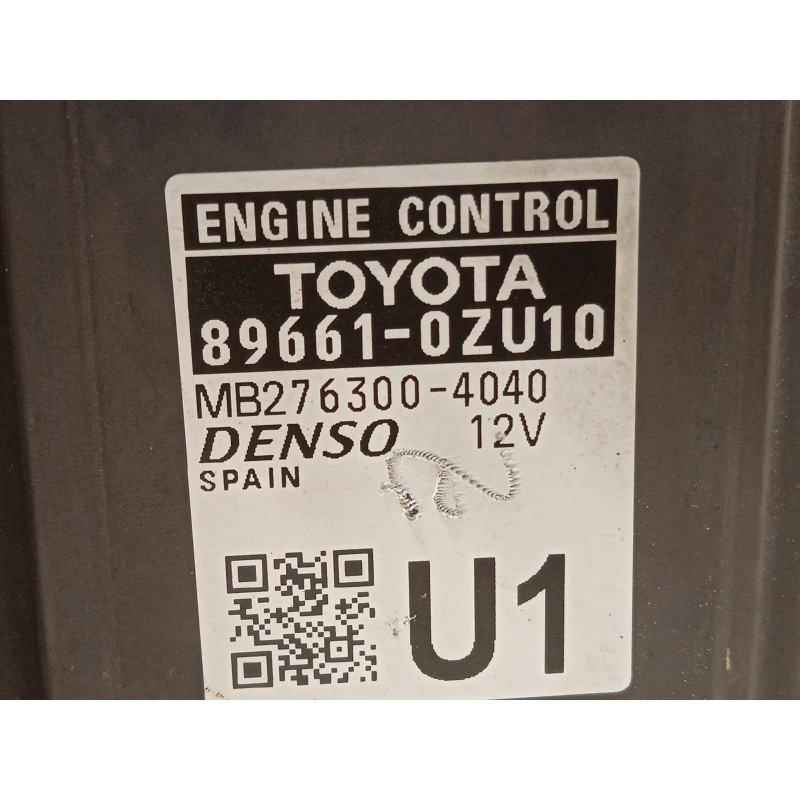 ENGINE CONTROL
TOYOTA
89661-0ZU10
MB276300-4040
DENSO 12V
SPAIN
U1